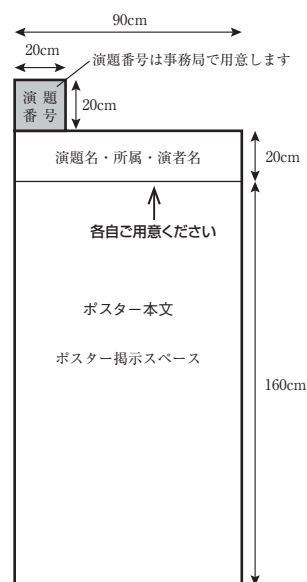 90cm
20cm
演題番号は事務局で用意します
演 題
番 号
20cm
演題名・所属・演者名
20cm
各自ご用意ください
ポスター本文
ポスター掲示スペース
160cm